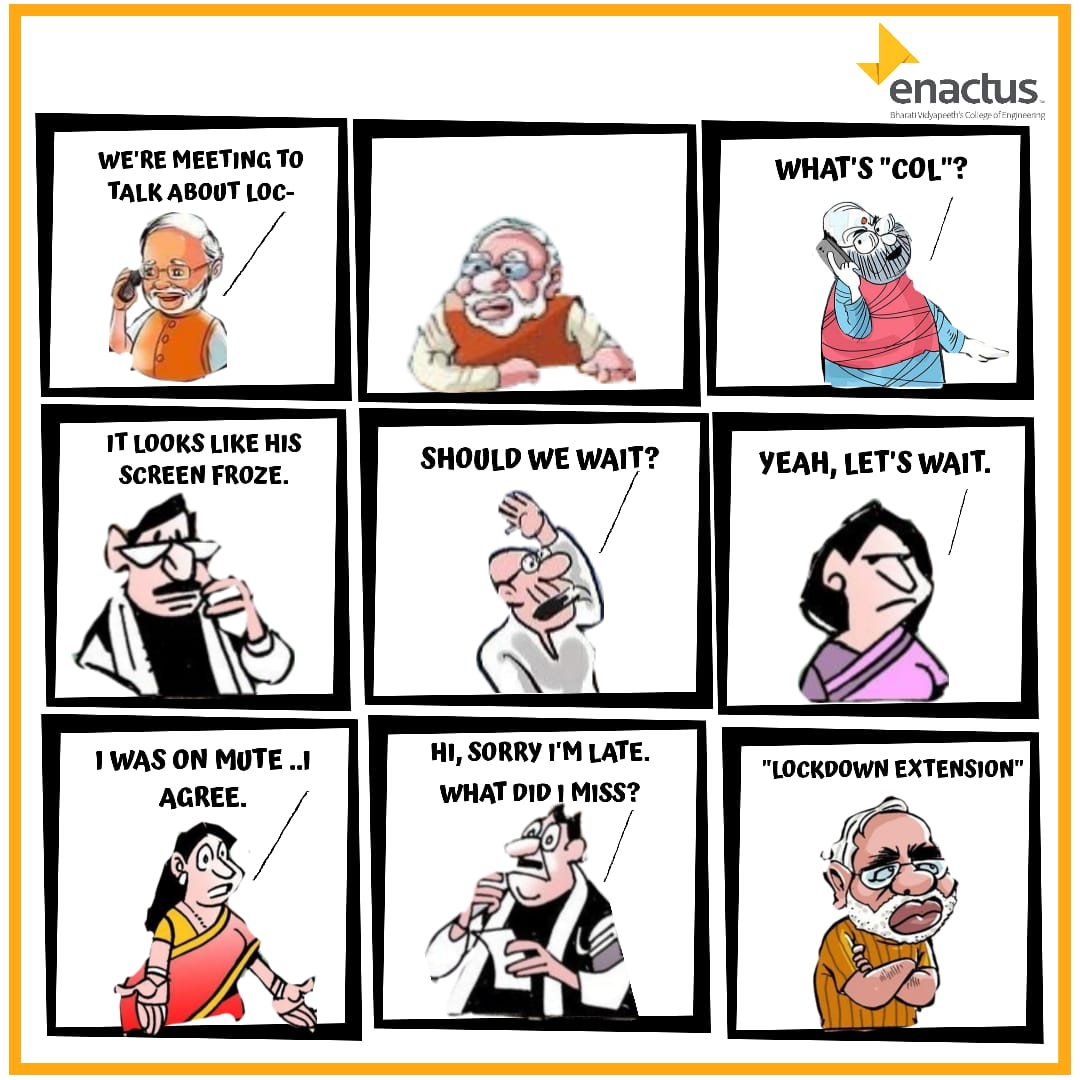 enactus
Bharati Vidyapeeth's College of Engineering
WE'RE MEETING TO
TALK ABOUT LOC-
WHAT'S "COL"?
IT LOOKS LIKE HIS
SCREEN FROZE.
SHOULD WE WAIT?
YEAH, LET'S WAIT.
I WAS ON MUTE ..I
AGREE.
HI, SORRY I'M LATE.
WHAT DID I MISS?
"LOCKDOWN EXTENSION"